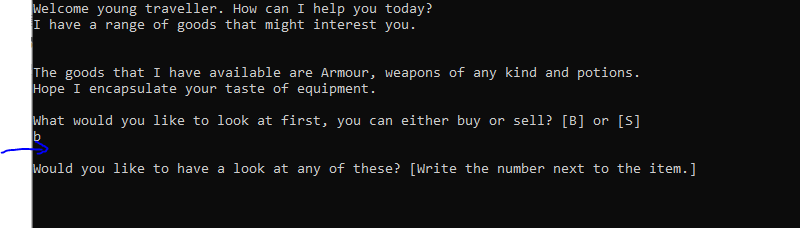 Welcome young traveller. How can I help you today?
I have a range of goods that might interest you.
The goods that I have available are Armour, weapons of any kind and potions.
Hope I encapsulate your taste of equipment.
What would you like to look at first, you can either buy or sell? [B] or [S]
b
Would you like to have a look at any of these? [Write the number next to the item.]